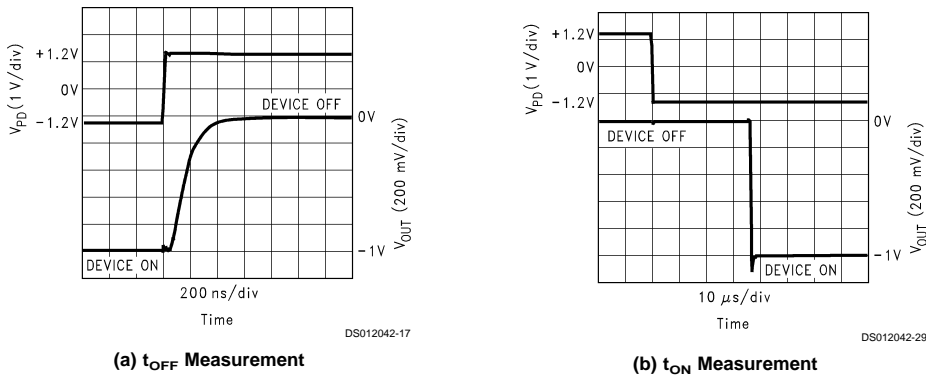 +1.2V
0V
−1.2V
V_PD (1 V/div)
DEVICE OFF
0V
V_OUT (200 mV/div)
−1V
DEVICE ON
200 ns/div
Time
DS012042-17
(a) t_OFF Measurement
+1.2V
0V
−1.2V
V_PD (1 V/div)
DEVICE OFF
0V
V_OUT (200 mV/div)
−1V
DEVICE ON
10 μs/div
Time
DS012042-29
(b) t_ON Measurement